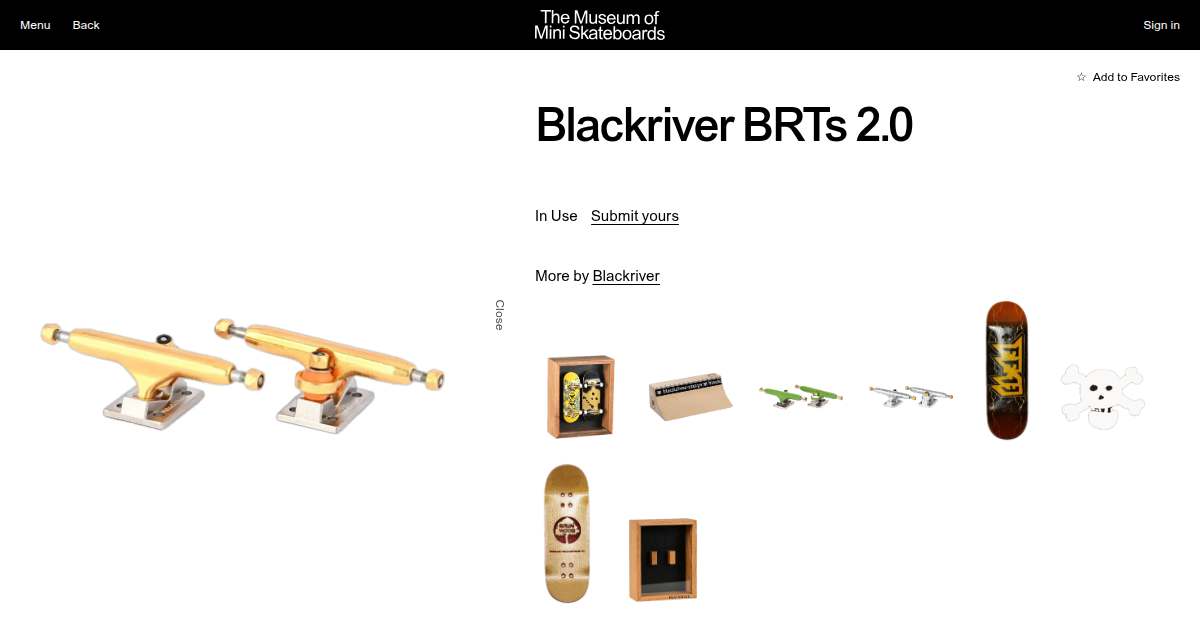 Menu
Back
The Museum of
Mini Skateboards
Sign in
☆ Add to Favorites
Blackriver BRTs 2.0
In Use
Submit yours
More by Blackriver
Close